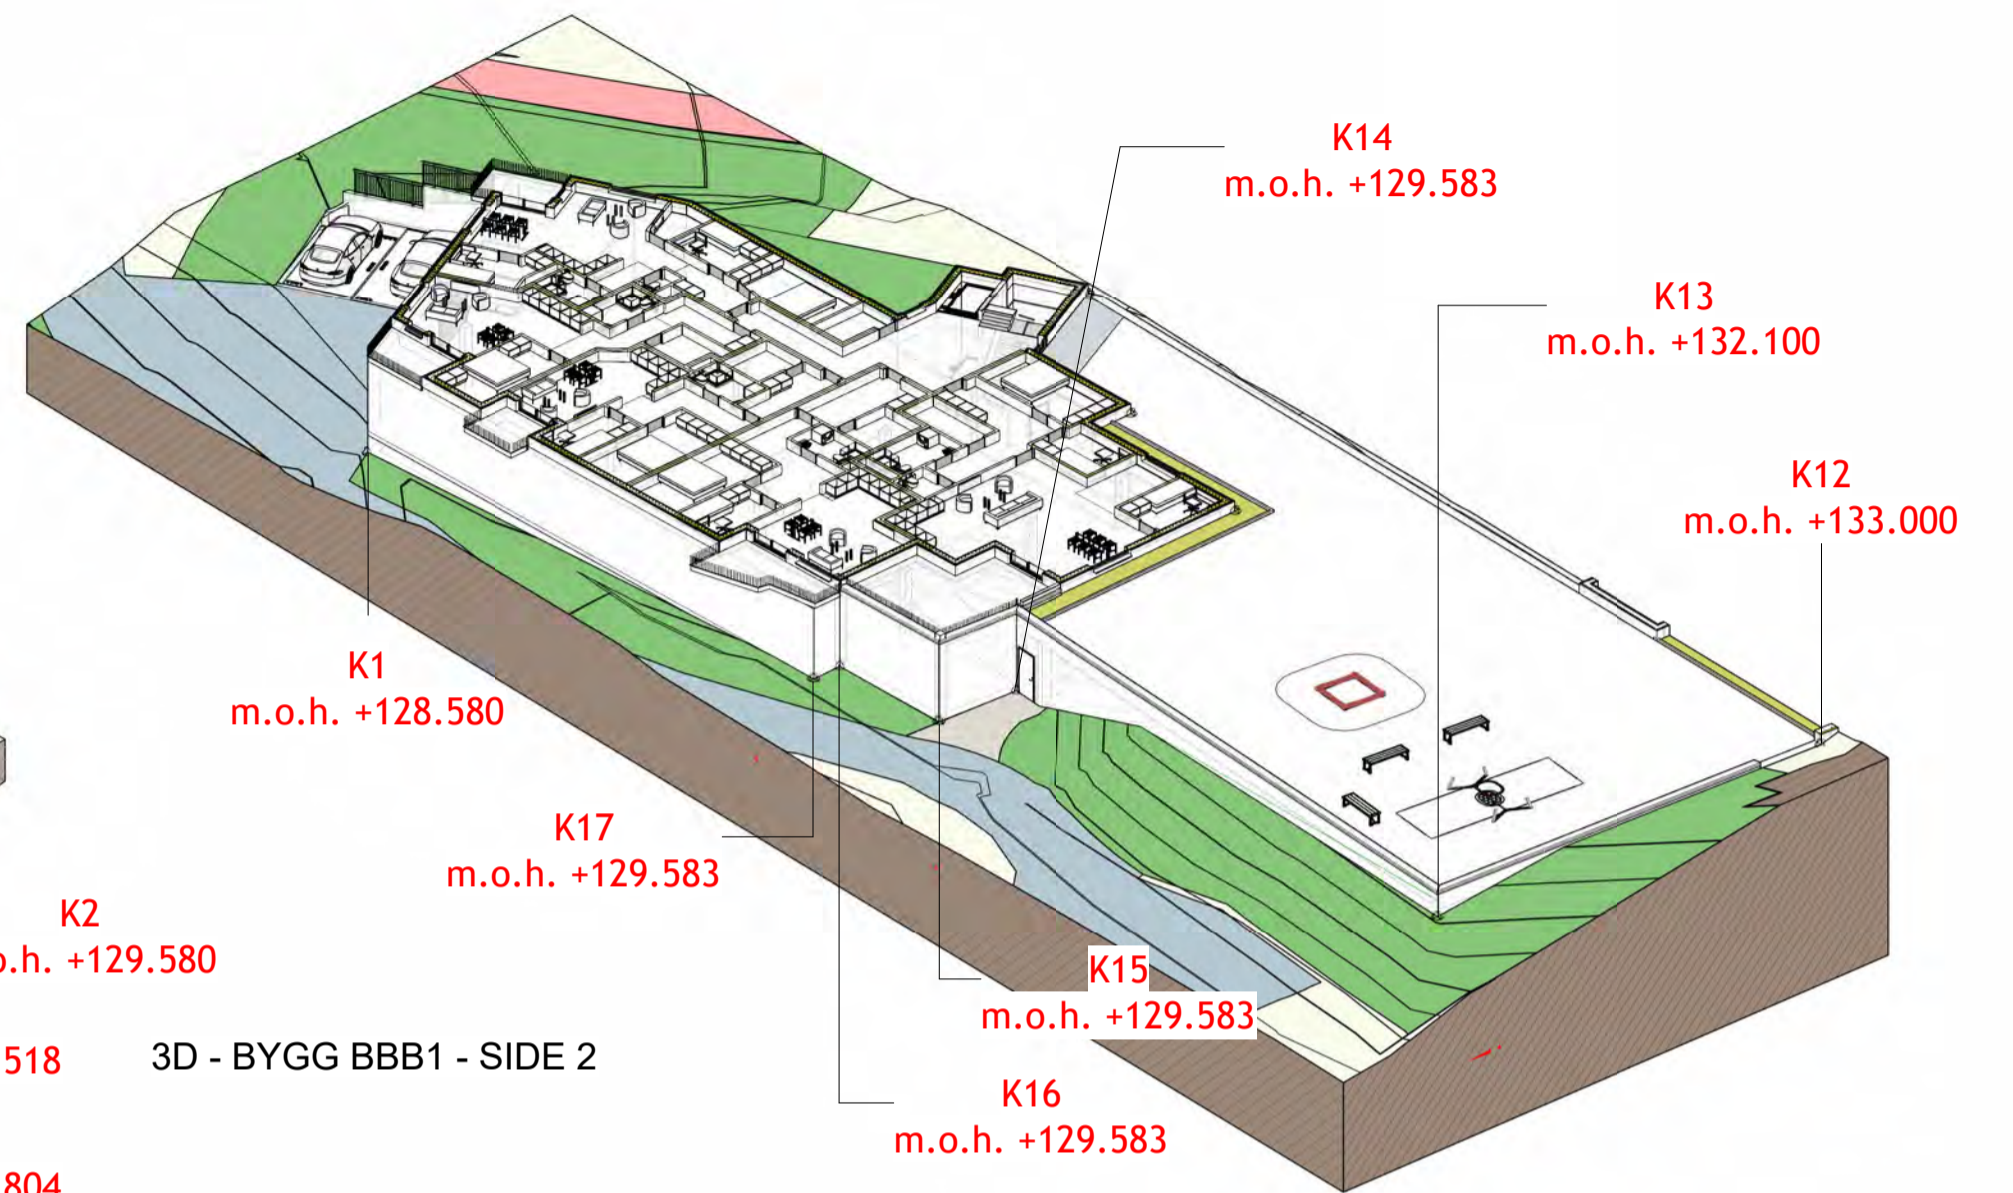 K14
m.o.h. +129.583
K13
m.o.h. +132.100
K12
m.o.h. +133.000
K1
m.o.h. +128.580
K17
m.o.h. +129.583
K2
o.h. +129.580
K15
m.o.h. +129.583
518
3D - BYGG BBB1 - SIDE 2
K16
m.o.h. +129.583
804